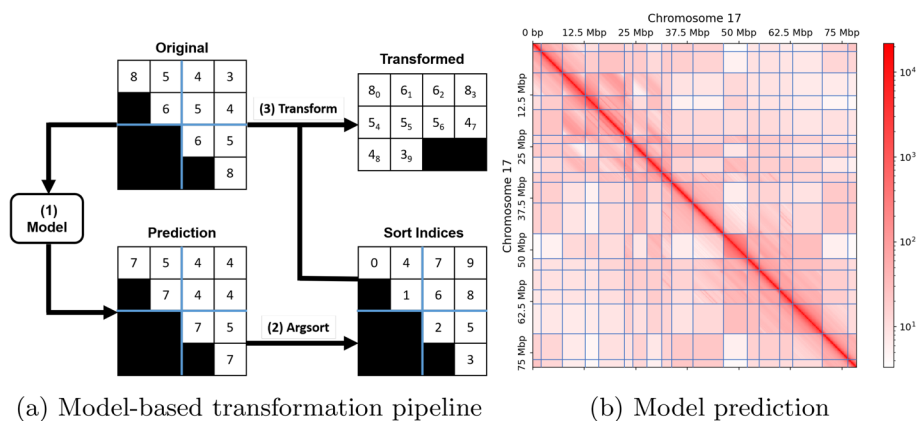 Original
8 5 4 3
6 5 4
6 5
8
(3) Transform
Transformed
8₀ 6₁ 6₂ 8₃
5₄ 5₅ 5₆ 4₇
4₈ 3₉
(1)
Model
Prediction
7 5 4 4
7 4 4
7 5
7
(2) Argsort
Sort Indices
0 4 7 9
1 6 8
2 5
3
(a) Model-based transformation pipeline
Chromosome 17
0 bp 12.5 Mbp 25 Mbp 37.5 Mbp 50 Mbp 62.5 Mbp 75 Mbp
Chromosome 17
12.5 Mbp
25 Mbp
37.5 Mbp
50 Mbp
62.5 Mbp
75 Mbp
10⁴
10³
10²
10¹
(b) Model prediction